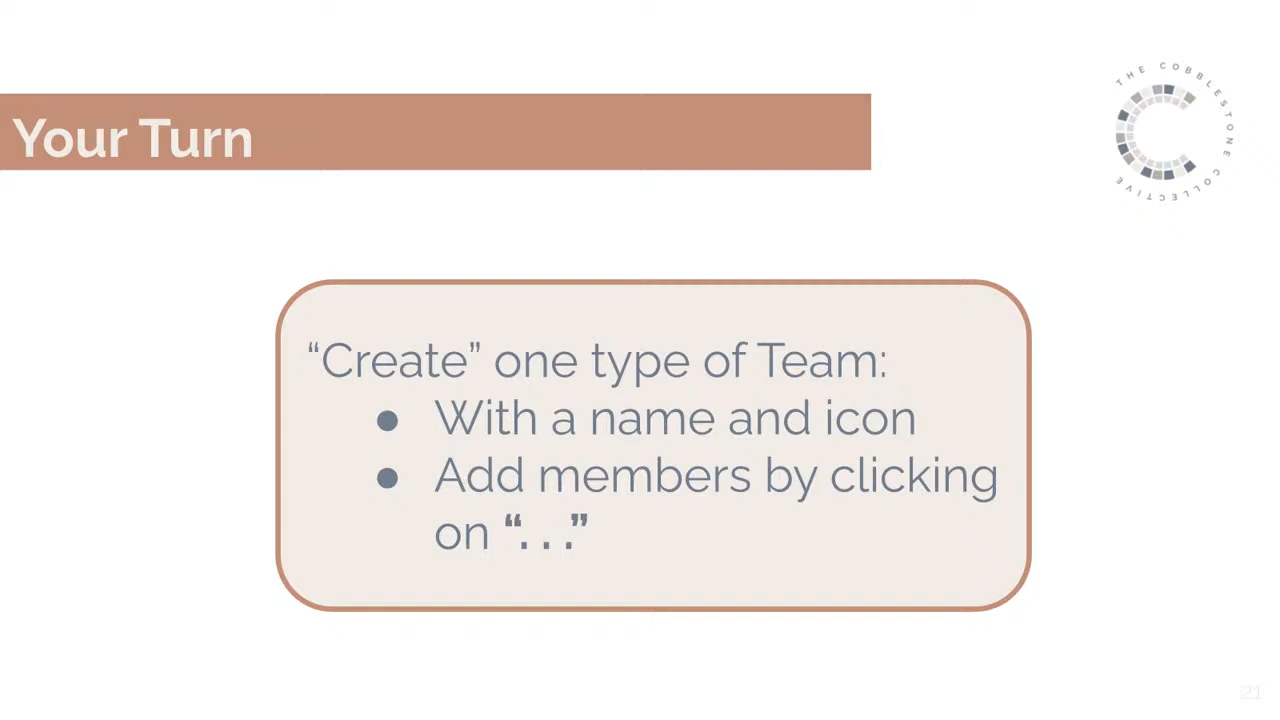 THE COBBLESTONE COLLECTIVE
Your Turn
“Create” one type of Team:
● With a name and icon
● Add members by clicking
on “. . .”
21